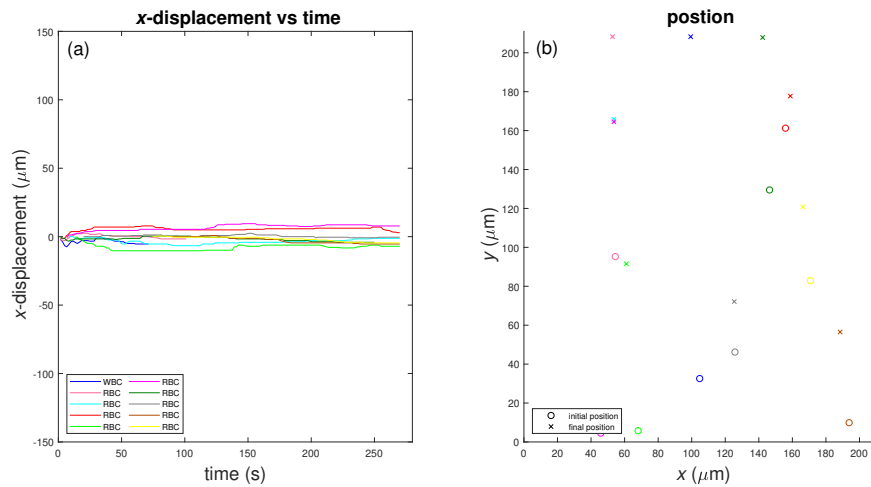 x-displacement vs time
(a)
150
100
50
0
-50
-100
-150
x-displacement (μm)
WBC RBC
RBC RBC
RBC RBC
RBC RBC
RBC RBC
0 50 100 150 200 250
time (s)
postion
(b)
200
180
160
140
120
100
80
60
40
20
0
y (μm)
initial position
final position
0 20 40 60 80 100 120 140 160 180 200
x (μm)